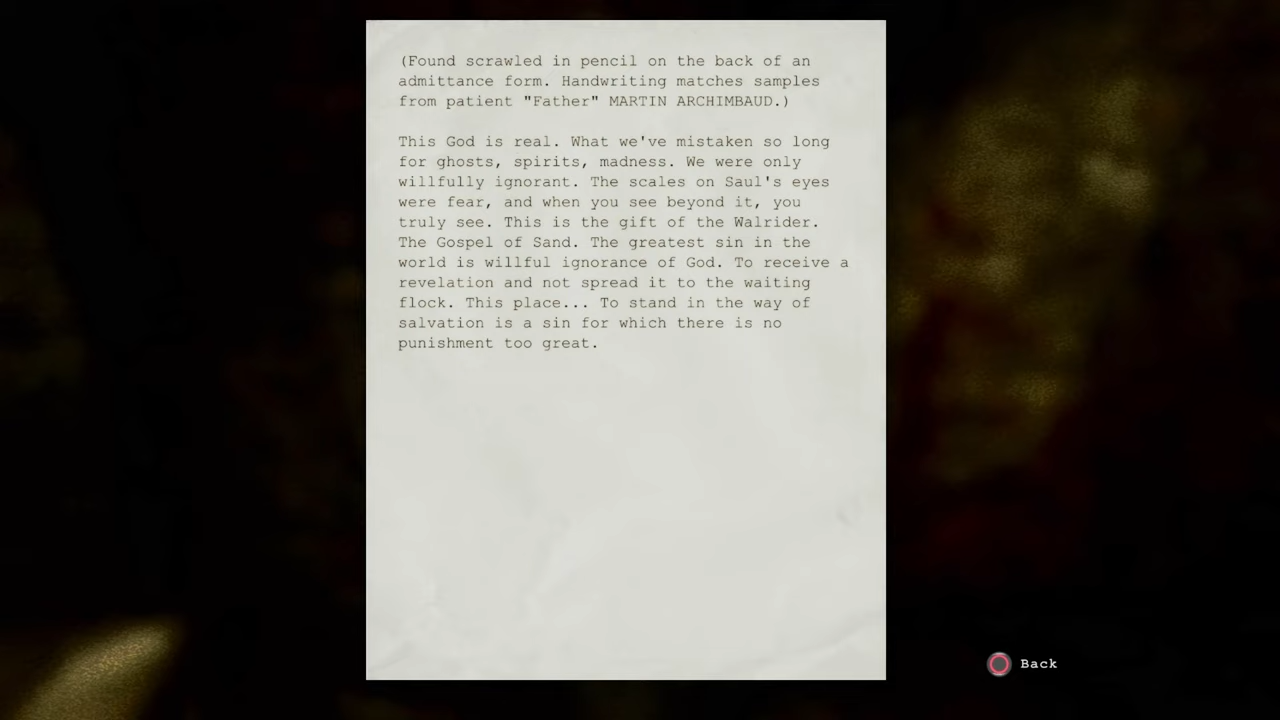 (Found scrawled in pencil on the back of an
admittance form. Handwriting matches samples
from patient "Father" MARTIN ARCHIMBAUD.)
This God is real. What we've mistaken so long
for ghosts, spirits, madness. We were only
willfully ignorant. The scales on Saul's eyes
were fear, and when you see beyond it, you
truly see. This is the gift of the Walrider.
The Gospel of Sand. The greatest sin in the
world is willful ignorance of God. To receive a
revelation and not spread it to the waiting
flock. This place... To stand in the way of
salvation is a sin for which there is no
punishment too great.
Back